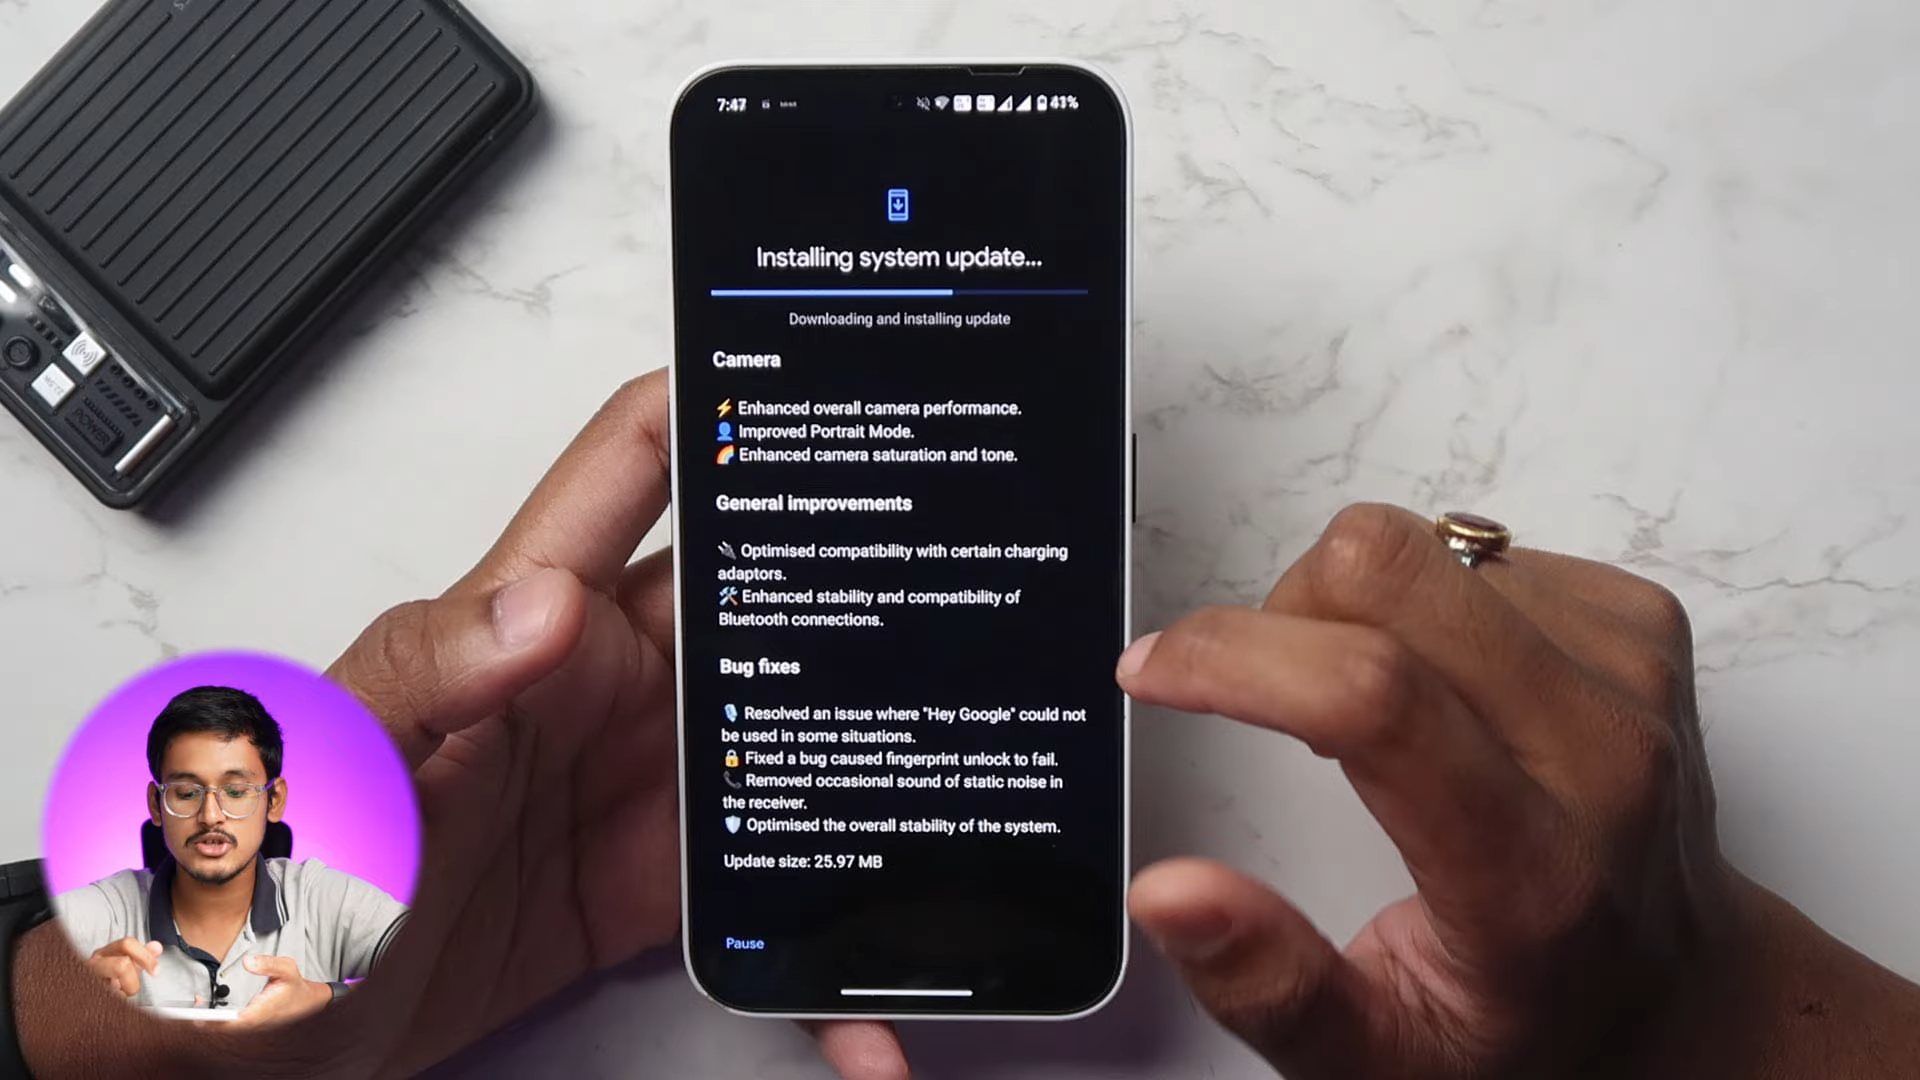 7:47
41%
Installing system update...
Downloading and installing update
Camera
⚡ Enhanced overall camera performance.
👤 Improved Portrait Mode.
🌈 Enhanced camera saturation and tone.
General improvements
🔌 Optimised compatibility with certain charging
adaptors.
🛠 Enhanced stability and compatibility of
Bluetooth connections.
Bug fixes
🎙 Resolved an issue where "Hey Google" could not
be used in some situations.
🔒 Fixed a bug caused fingerprint unlock to fail.
📞 Removed occasional sound of static noise in
the receiver.
🛡 Optimised the overall stability of the system.
Update size: 25.97 MB
Pause
22.5W
POWER